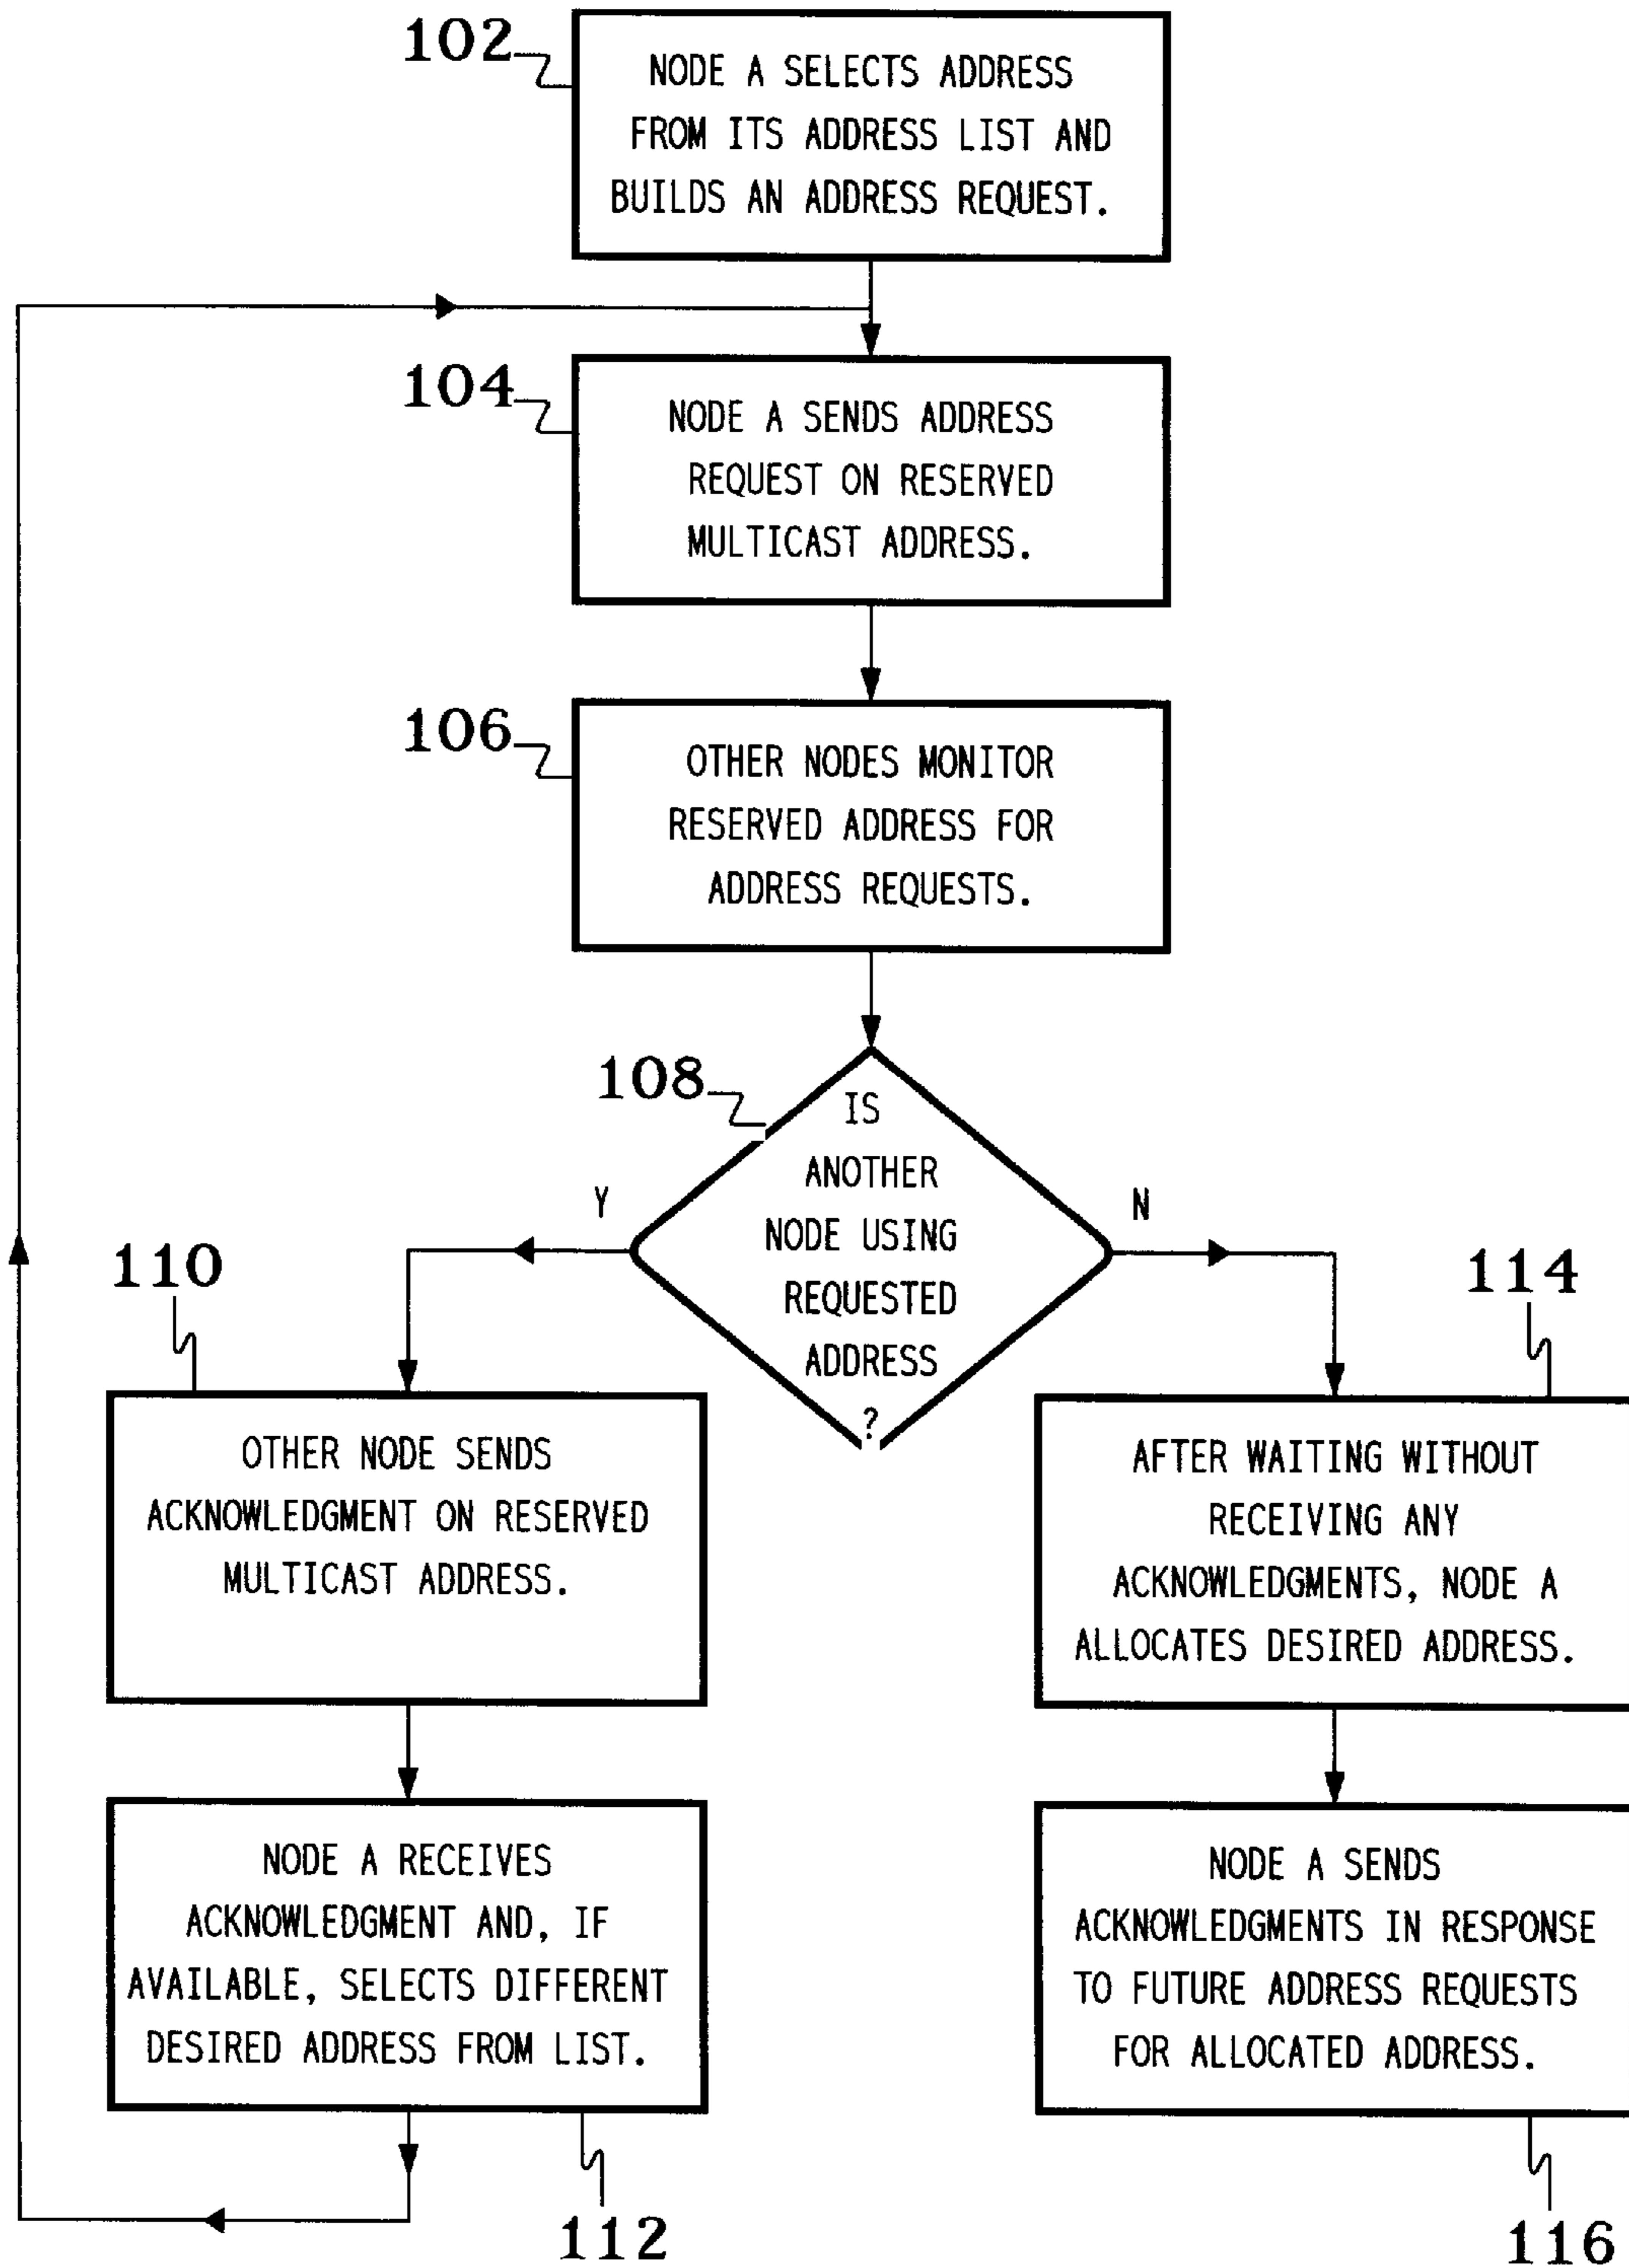 102
NODE A SELECTS ADDRESS
FROM ITS ADDRESS LIST AND
BUILDS AN ADDRESS REQUEST.
104
NODE A SENDS ADDRESS
REQUEST ON RESERVED
MULTICAST ADDRESS.
106
OTHER NODES MONITOR
RESERVED ADDRESS FOR
ADDRESS REQUESTS.
108
IS
ANOTHER
NODE USING
REQUESTED
ADDRESS
?
Y
N
110
OTHER NODE SENDS
ACKNOWLEDGMENT ON RESERVED
MULTICAST ADDRESS.
NODE A RECEIVES
ACKNOWLEDGMENT AND, IF
AVAILABLE, SELECTS DIFFERENT
DESIRED ADDRESS FROM LIST.
112
114
AFTER WAITING WITHOUT
RECEIVING ANY
ACKNOWLEDGMENTS, NODE A
ALLOCATES DESIRED ADDRESS.
NODE A SENDS
ACKNOWLEDGMENTS IN RESPONSE
TO FUTURE ADDRESS REQUESTS
FOR ALLOCATED ADDRESS.
116